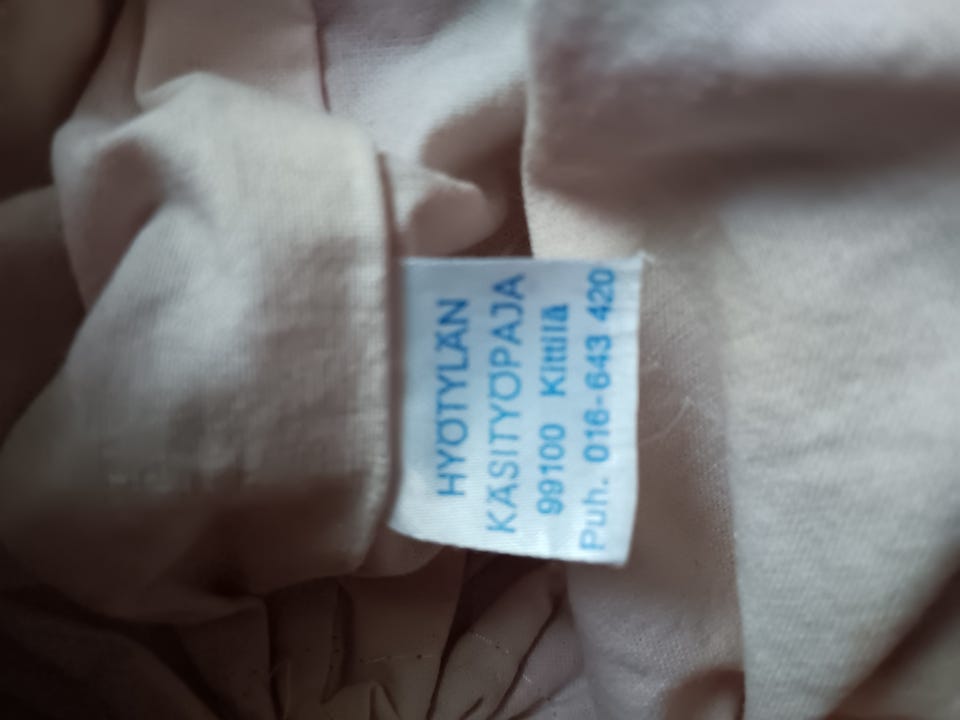 HYÖTYLÄN
KÄSITYÖPAJA
99100 Kittilä
Puh. 016-643 420